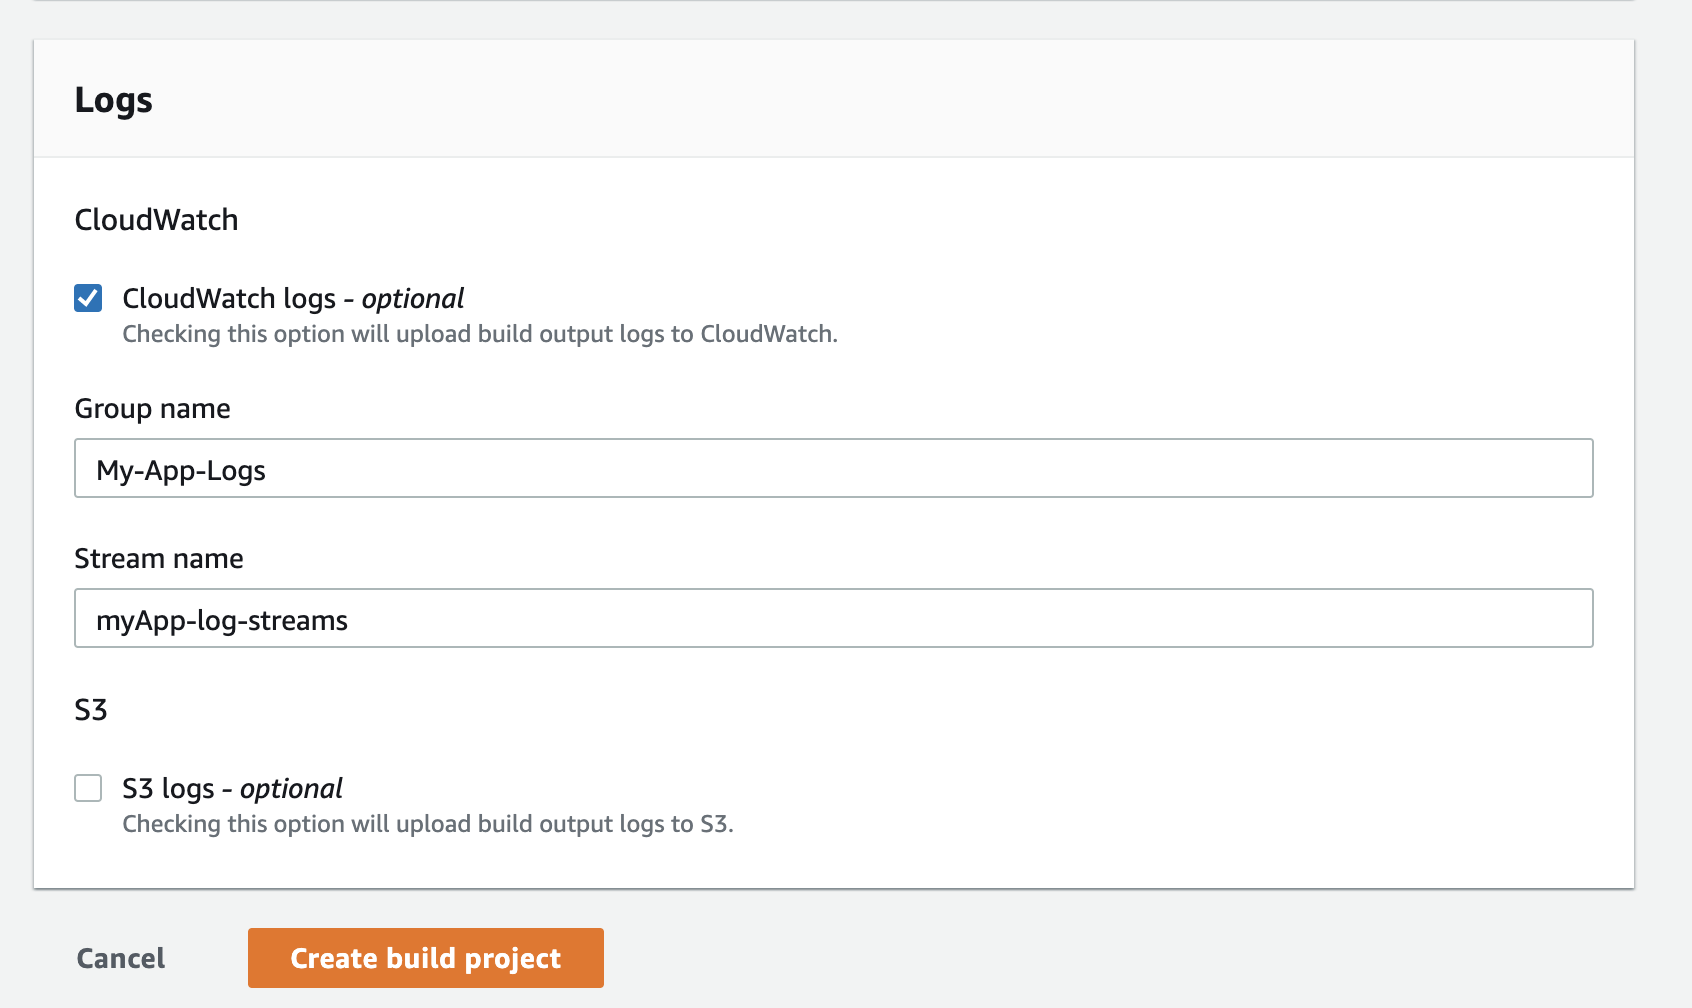 Logs
CloudWatch
CloudWatch logs - optional
Checking this option will upload build output logs to CloudWatch.
Group name
My-App-Logs
Stream name
myApp-log-streams
S3
S3 logs - optional
Checking this option will upload build output logs to S3.
Cancel
Create build project